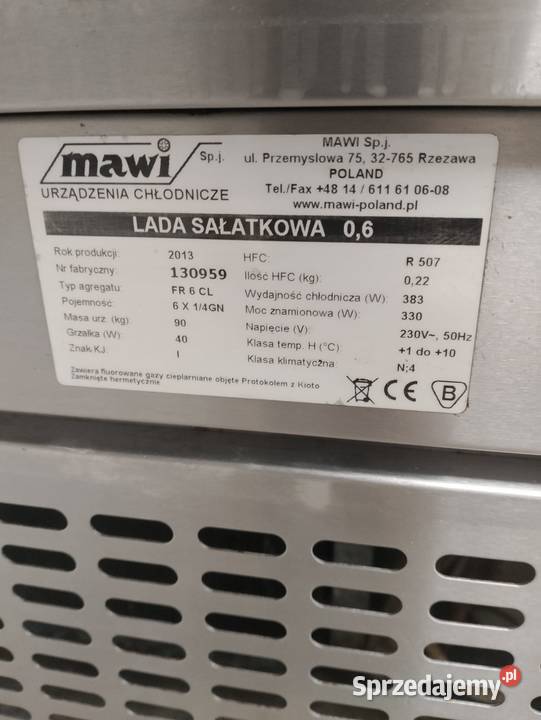 mawi Sp.j.
URZĄDZENIA CHŁODNICZE
MAWI Sp.j.
ul. Przemyslowa 75, 32-765 Rzezawa
POLAND
Tel./Fax +48 14 / 611 61 06-08
www.mawi-poland.pl
LADA SAŁATKOWA 0,6
Rok produkcji: 2013
Nr fabryczny: 130959
Typ agregatu: FR 6 CL
Pojemność: 6 X 1/4GN
Masa urz. (kg) 90
Grzałka (W) 40
Znak KJ: I
HFC: R 507
Ilość HFC (kg): 0,22
Wydajność chłodnicza (W): 383
Moc znamionowa (W): 330
Napięcie (V): 230V~, 50Hz
Klasa temp. H (°C) +1 do +10
Klasa klimatyczna N;4
Zawiera fluorowane gazy cieplarniane objęte Protokolem z Kioto
Zamknięte hermetycznie
CE B
Sprzedajemy.pl